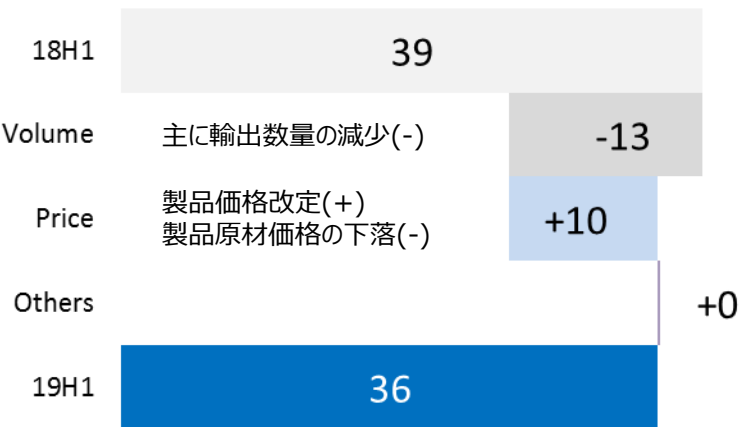 18H1
39
Volume
主に輸出数量の減少(-)
-13
Price
製品価格改定(+)
製品原材価格の下落(-)
+10
Others
+0
19H1
36